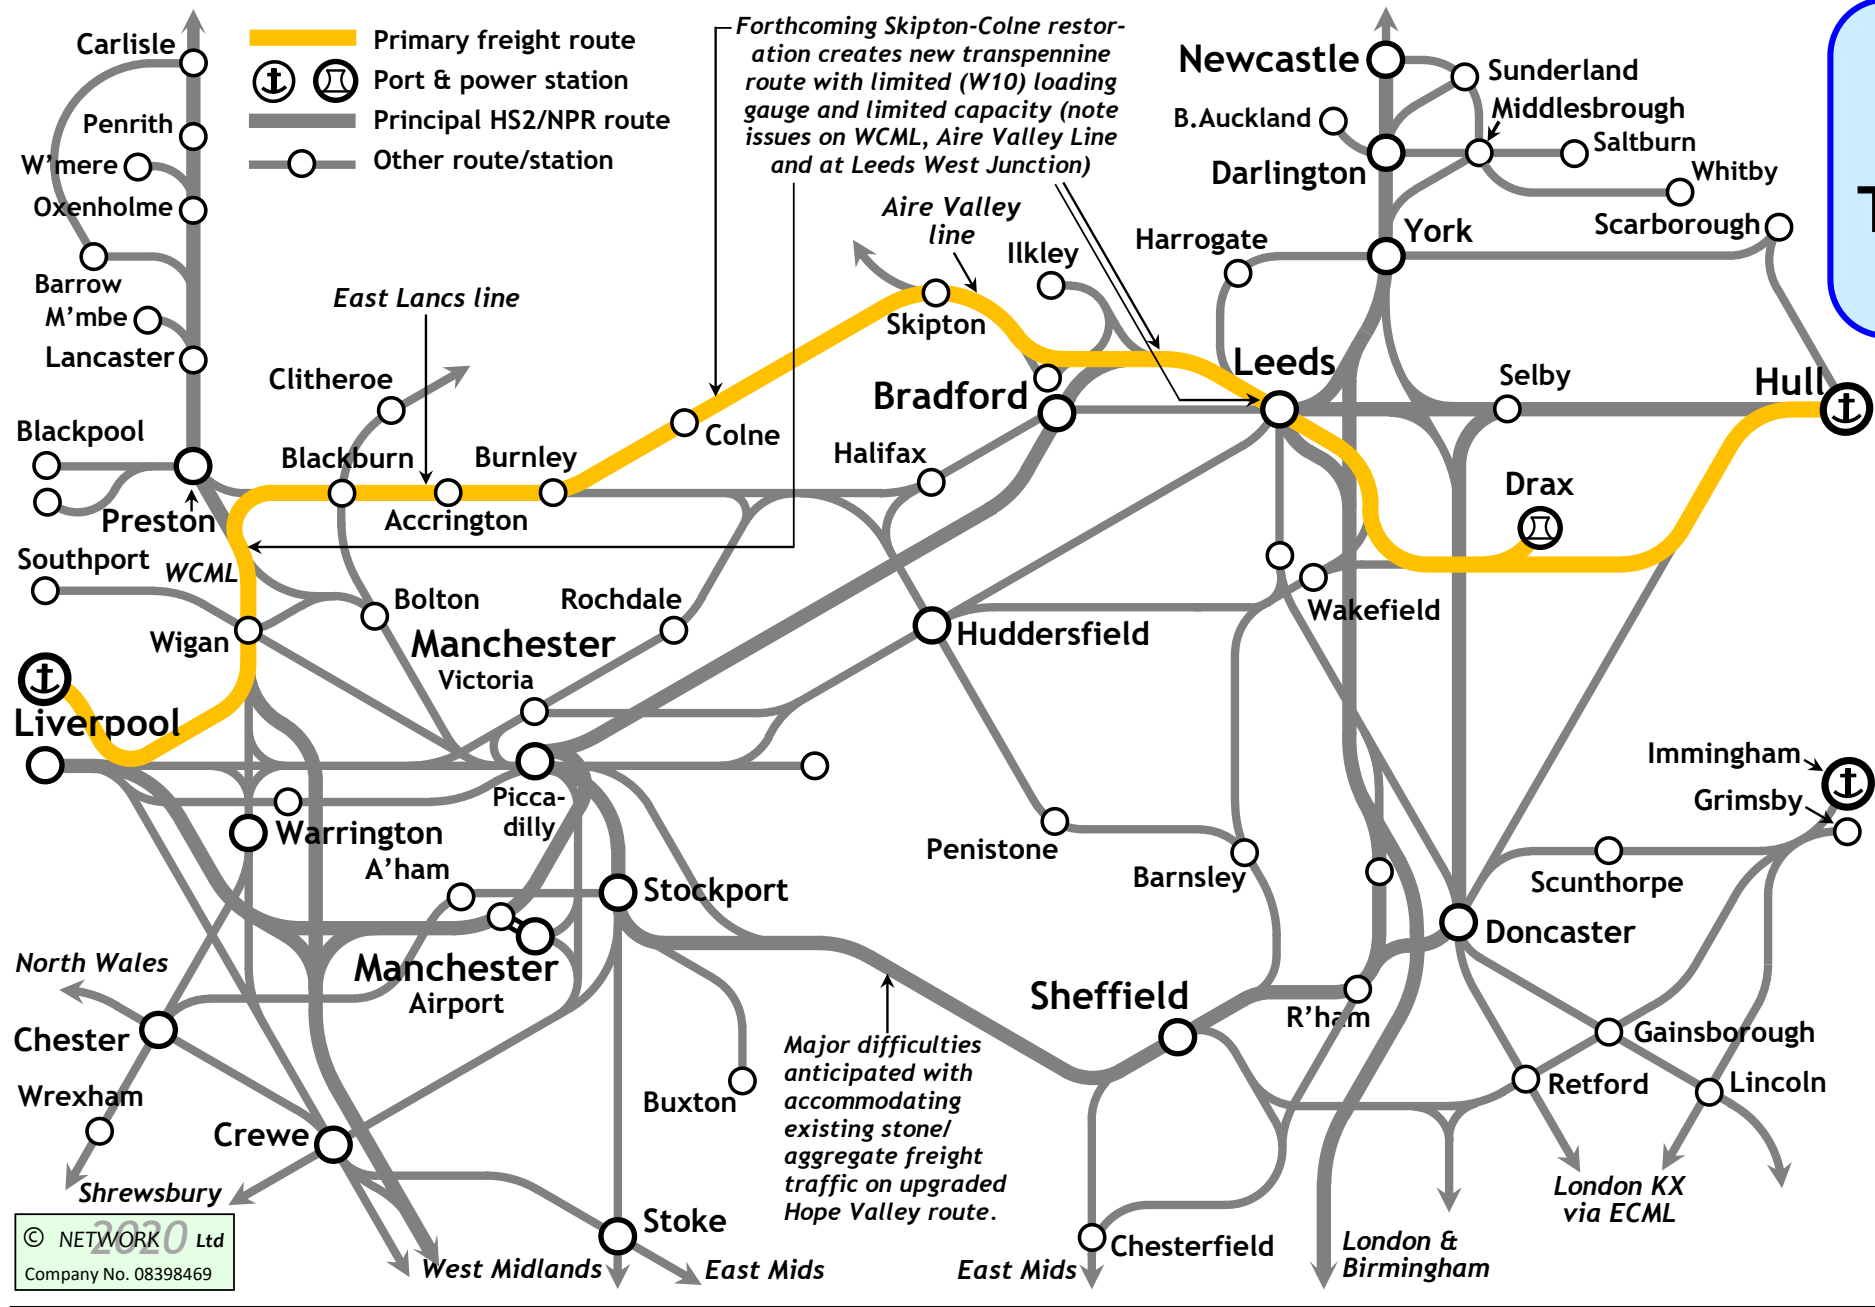 Carlisle
Penrith
W'mere
Oxenholme
Barrow
M'mbe
Lancaster
Primary freight route
Port & power station
Principal HS2/NPR route
Other route/station
Forthcoming Skipton-Colne restor-
ation creates new transpennine
route with limited (W10) loading
gauge and limited capacity (note
issues on WCML, Aire Valley Line
and at Leeds West Junction)
Newcastle
Sunderland
B.Auckland
Middlesbrough
Saltburn
Darlington
Whitby
Scarborough
York
Harrogate
Aire Valley
line
Ilkley
East Lancs line
Skipton
Leeds
Selby
Hull
Clitheroe
Bradford
Colne
Blackpool
Blackburn
Burnley
Halifax
Accrington
Preston
Drax
Southport
WCML
Wigan
Bolton
Rochdale
Manchester
Victoria
Huddersfield
Wakefield
Liverpool
Picca-
dilly
Warrington
A'ham
Stockport
Penistone
Barnsley
Immingham
Grimsby
Scunthorpe
Doncaster
North Wales
Manchester
Airport
Sheffield
R'ham
Gainsborough
Chester
Wrexham
Crewe
Buxton
Major difficulties
anticipated with
accommodating
existing stone/
aggregate freight
traffic on upgraded
Hope Valley route.
Retford
Lincoln
Shrewsbury
Stoke
West Midlands
East Mids
East Mids
Chesterfield
London &
Birmingham
London KX
via ECML
© NETWORK 2020 Ltd
Company No. 08398469